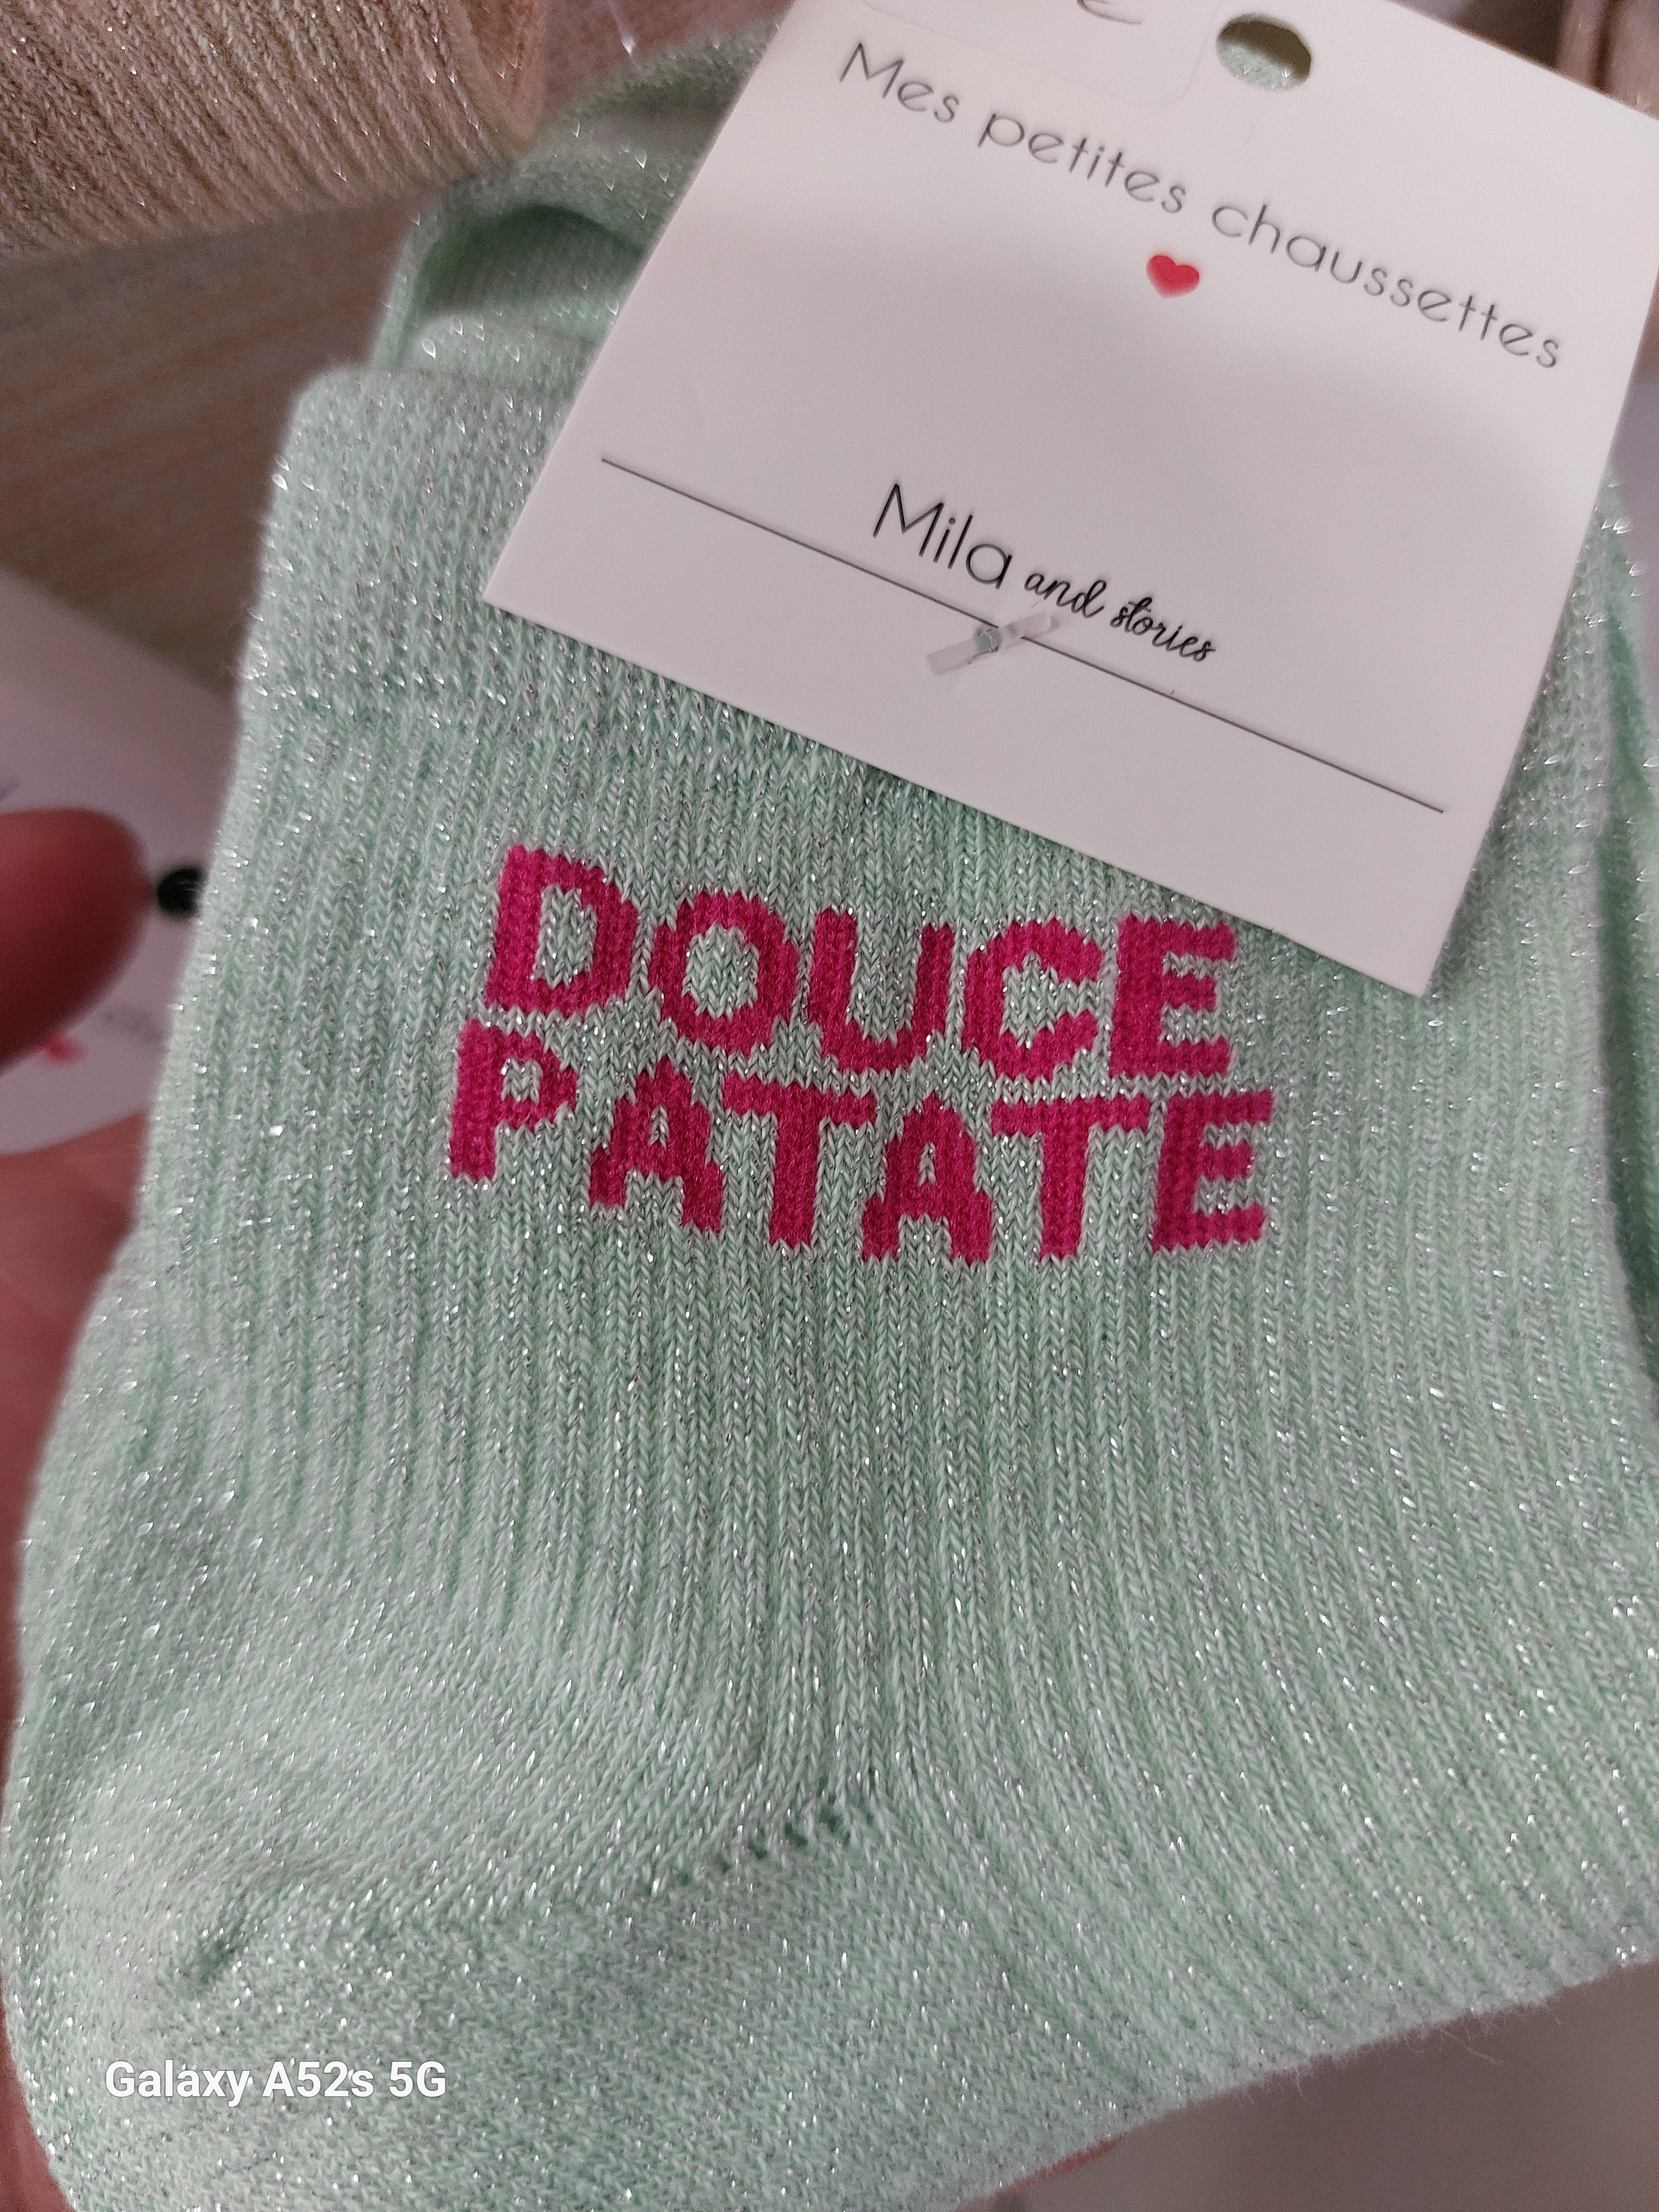 Mes petites chaussettes
Mila and stories
DOUCE
PATATE
Galaxy A52s 5G